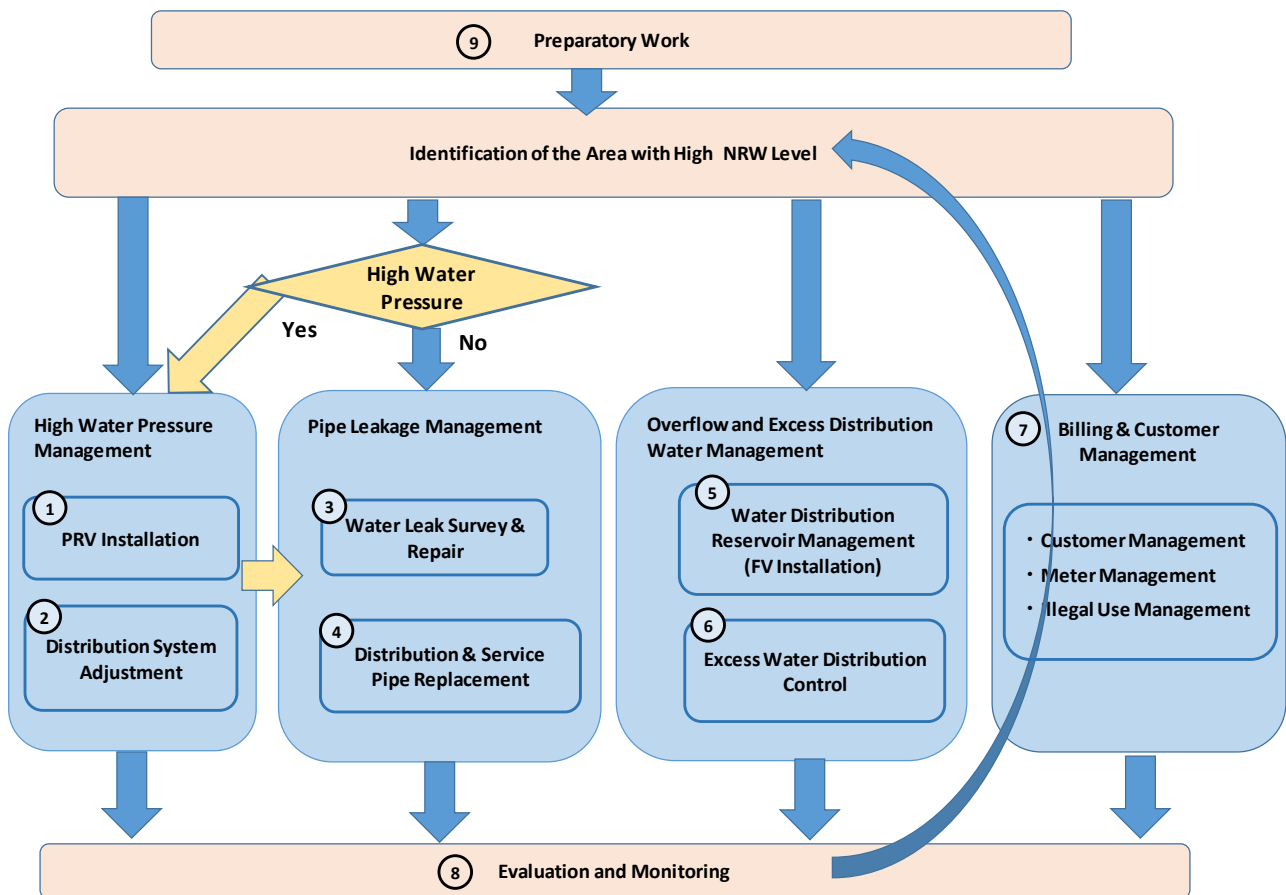 9 Preparatory Work
Identification of the Area with High NRW Level
High Water
Pressure
Yes
No
High Water Pressure
Management
1
PRV Installation
2
Distribution System
Adjustment
Pipe Leakage Management
3
Water Leak Survey &
Repair
4
Distribution & Service
Pipe Replacement
Overflow and Excess Distribution
Water Management
5
Water Distribution
Reservoir Management
(FV Installation)
6
Excess Water Distribution
Control
7 Billing & Customer
Management
・Customer Management
・Meter Management
・Illegal Use Management
8 Evaluation and Monitoring